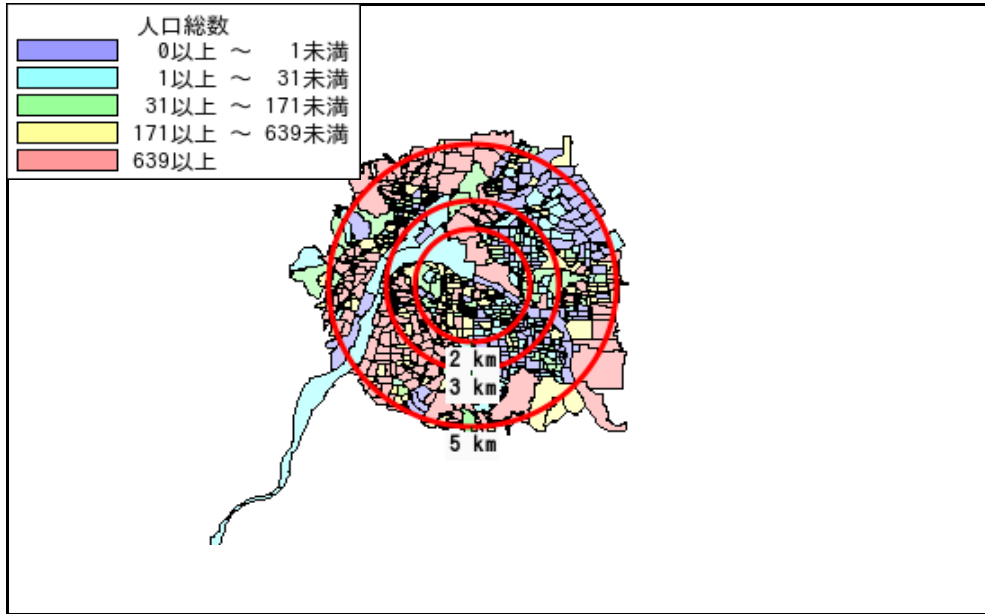 人口総数
0以上 ～ 1未満
1以上 ～ 31未満
31以上 ～ 171未満
171以上 ～ 639未満
639以上
2 km
3 km
5 km